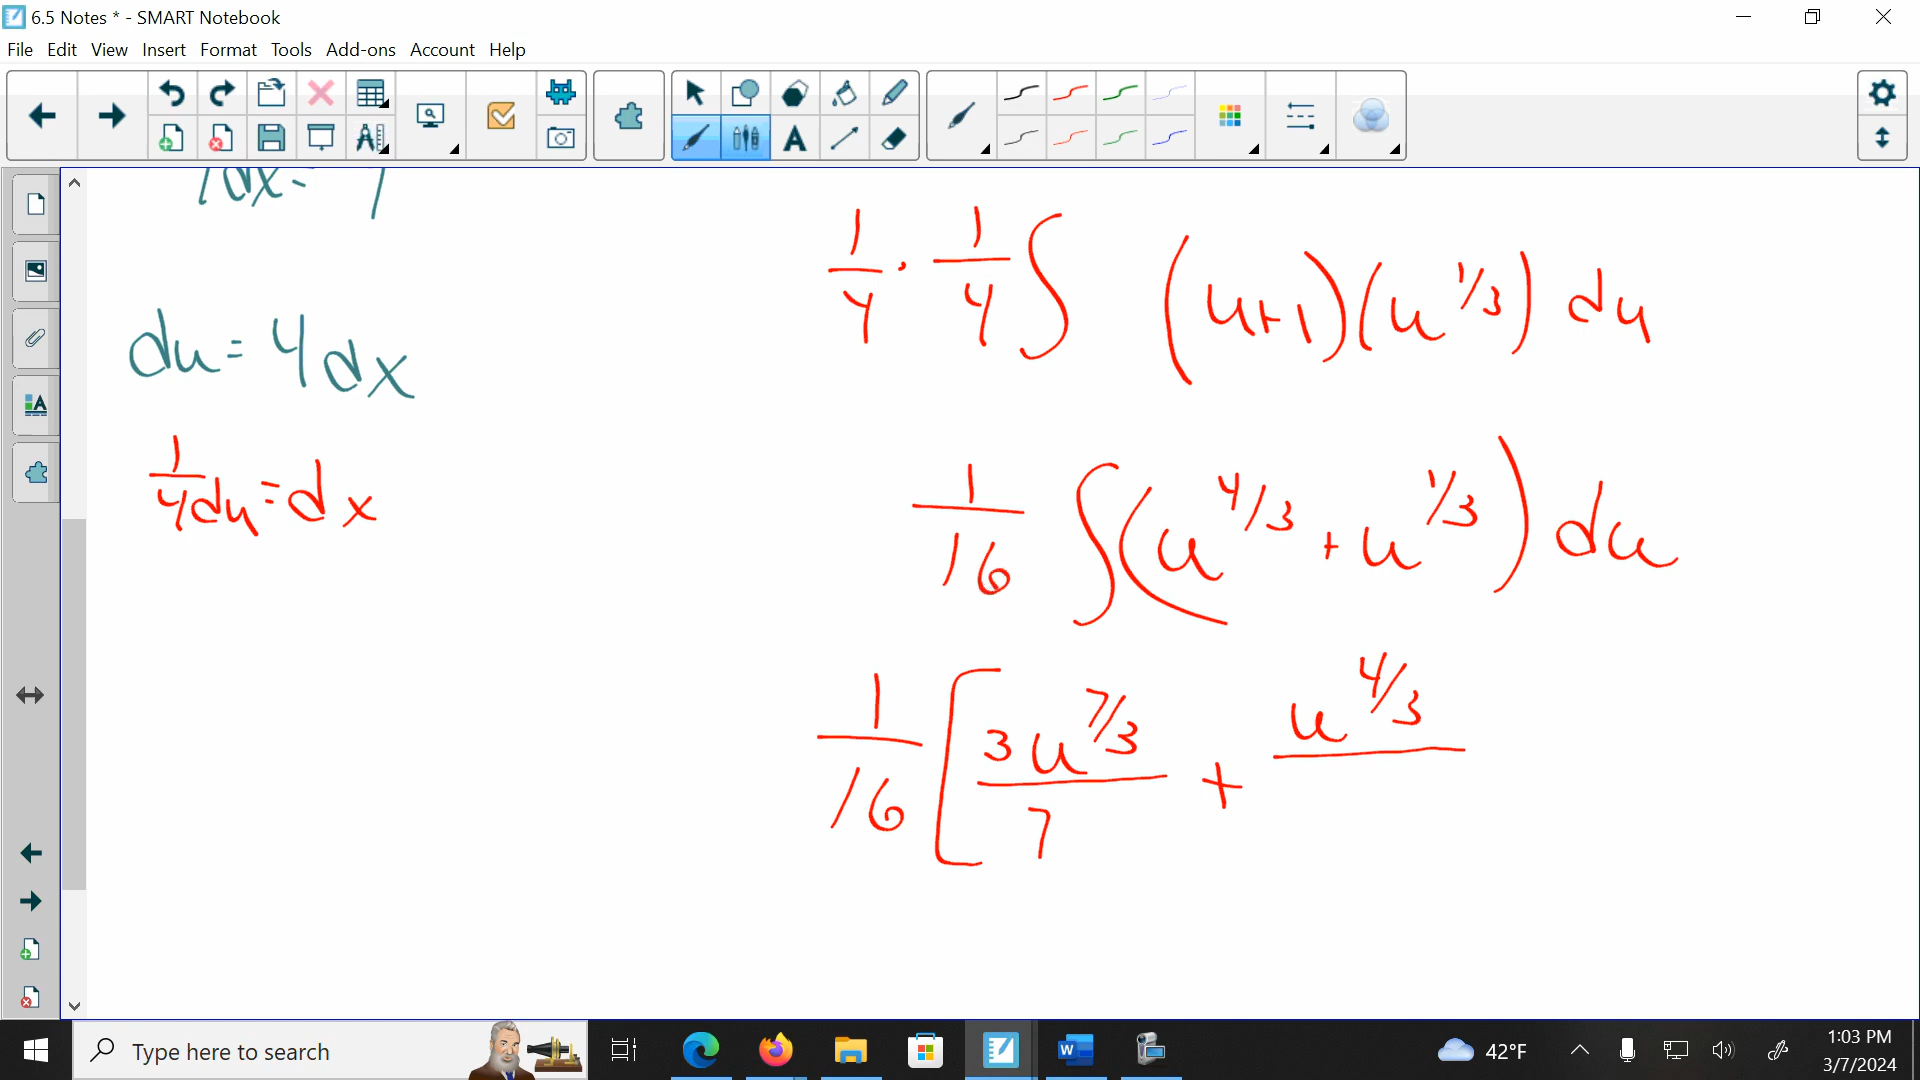 6.5 Notes * - SMART Notebook
File Edit View Insert Format Tools Add-ons Account Help
du = 4dx
1/4 du = dx
1/4 · 1/4 ∫ (u+1)(u^1/3) du
1/16 ∫ (u^4/3 + u^1/3) du
1/16 [ 3u^7/3 / 7 + u^4/3
Type here to search
42°F
1:03 PM
3/7/2024